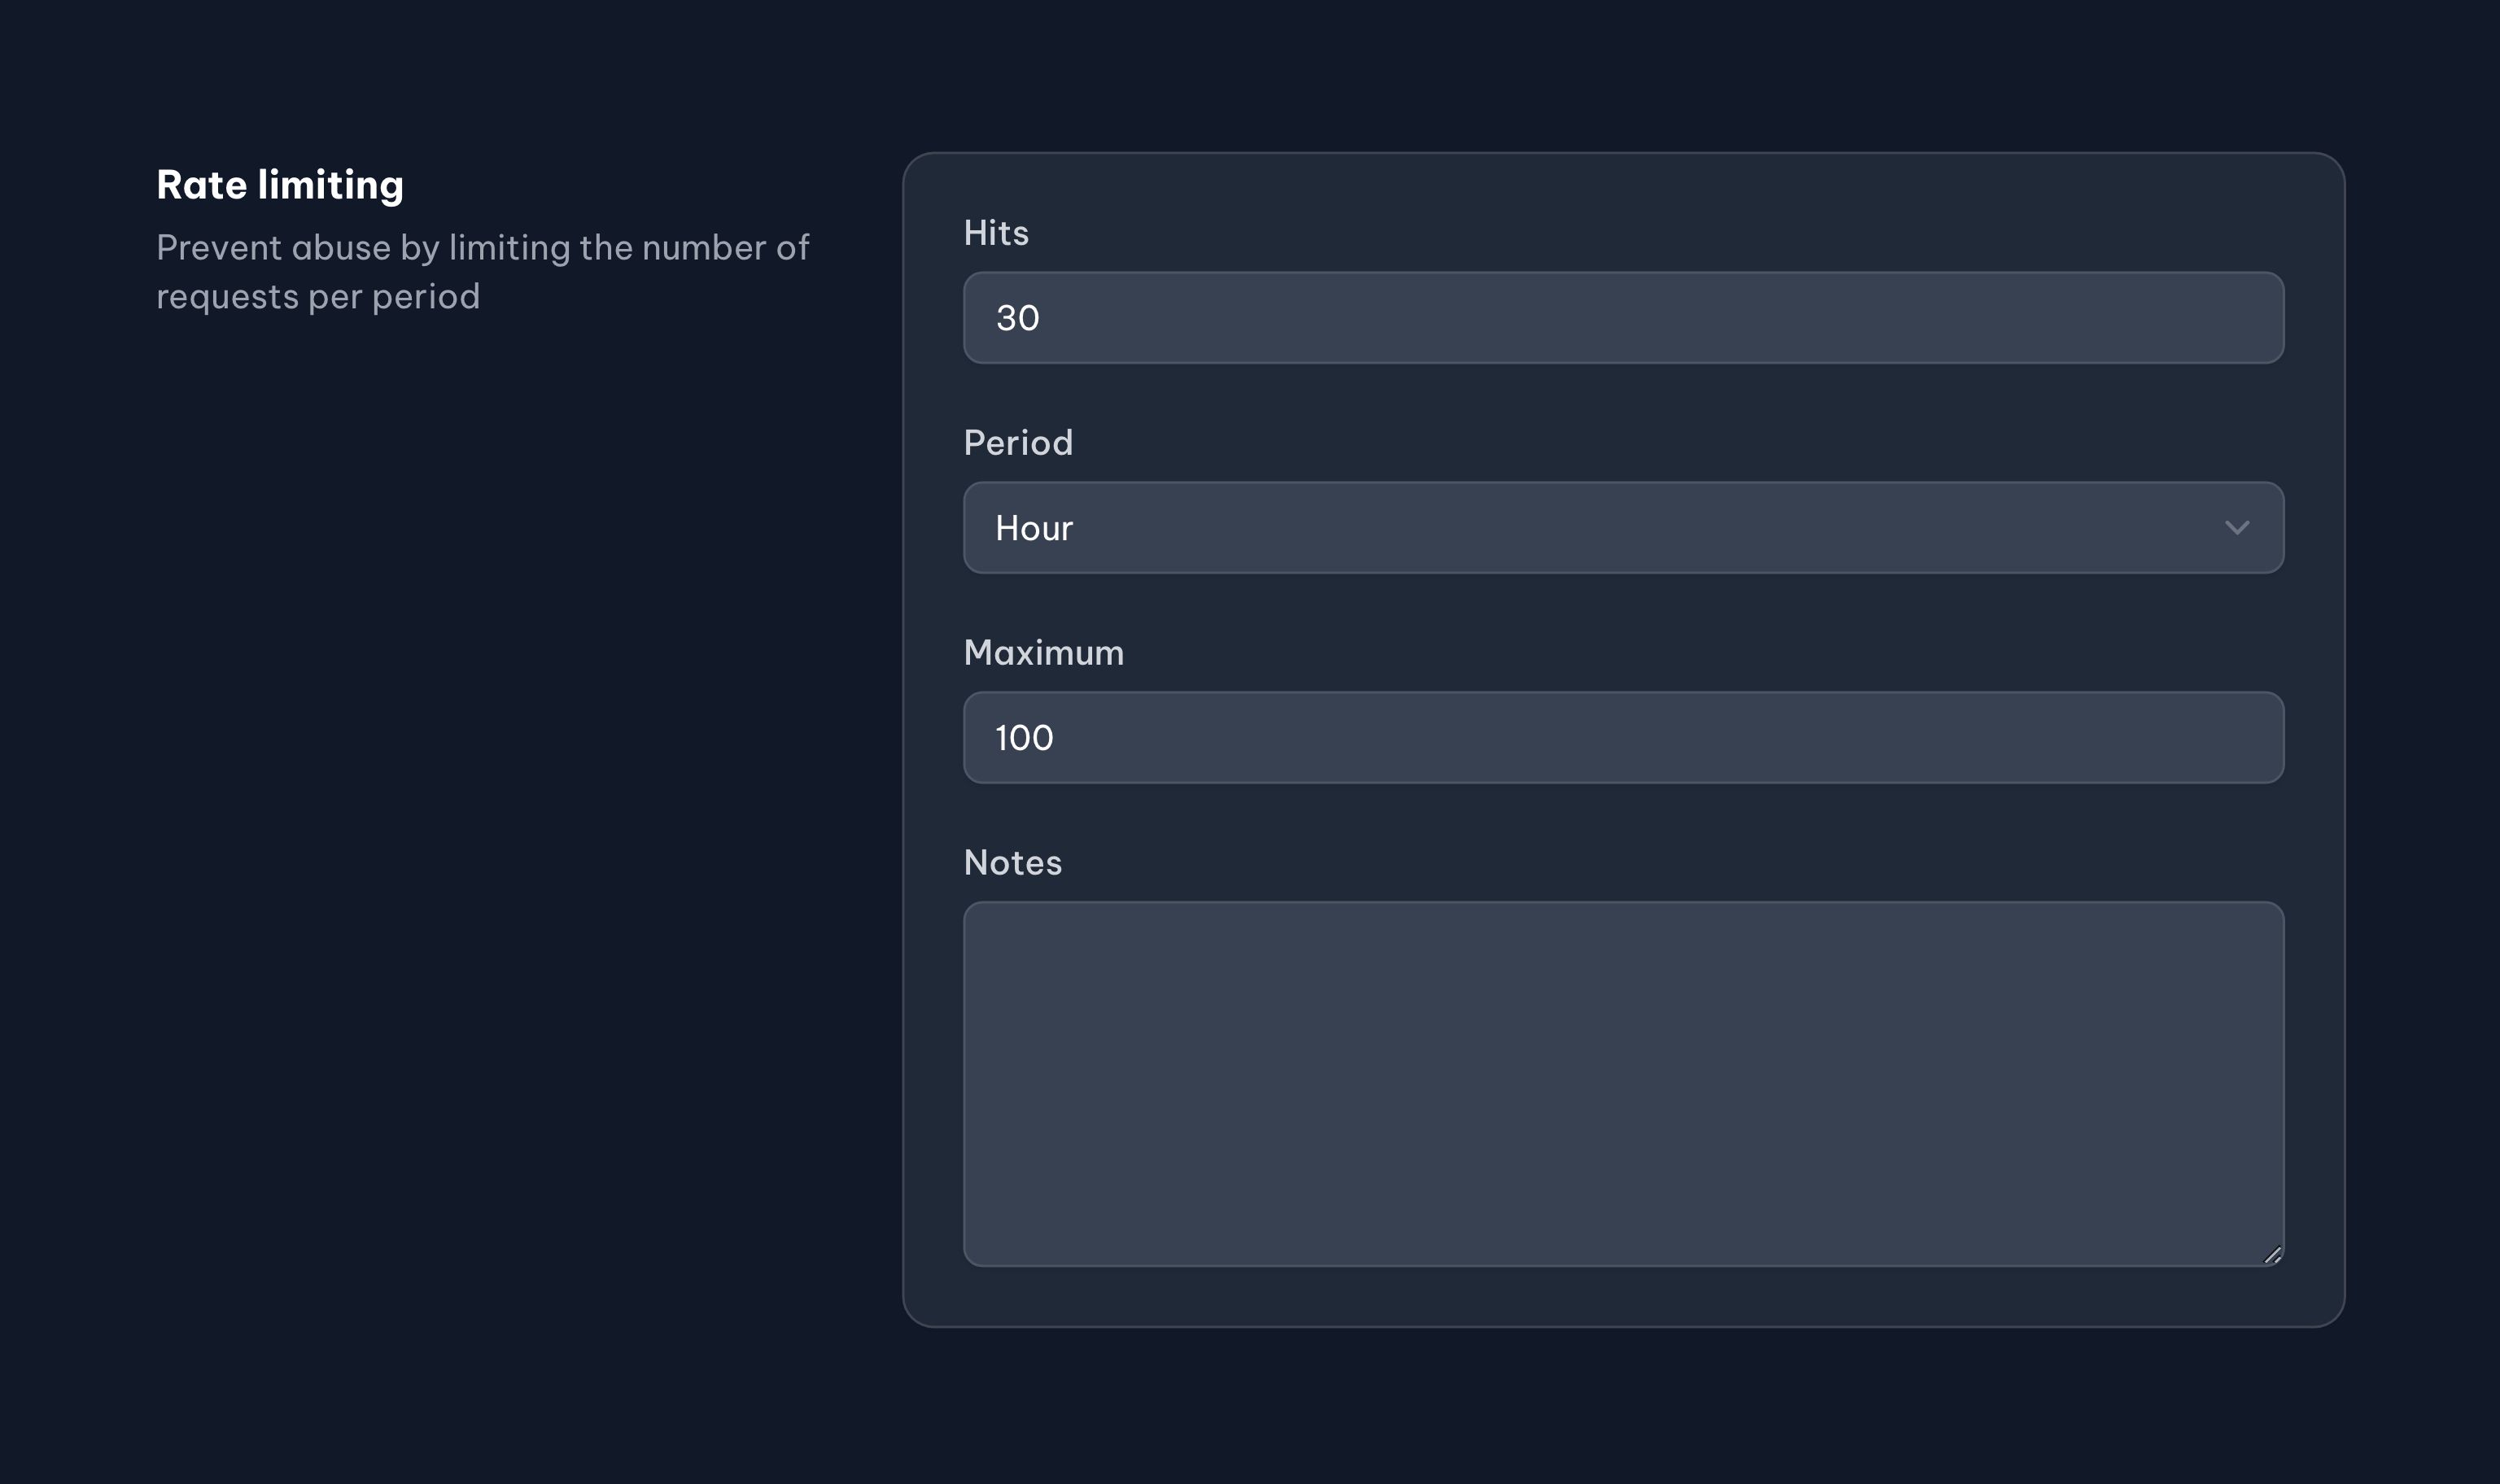 Rate limiting
Prevent abuse by limiting the number of
requests per period
Hits
30
Period
Hour
Maximum
100
Notes